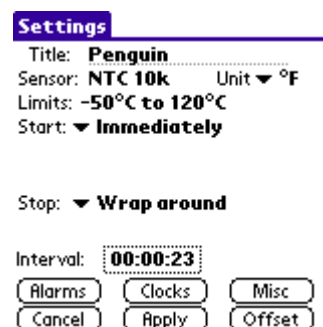 Settings
Title: Penguin
Sensor: NTC 10k Unit °F
Limits: -50°C to 120°C
Start: Immediately
Stop: Wrap around
Interval: 00:00:23
Alarms Clocks Misc
Cancel Apply Offset